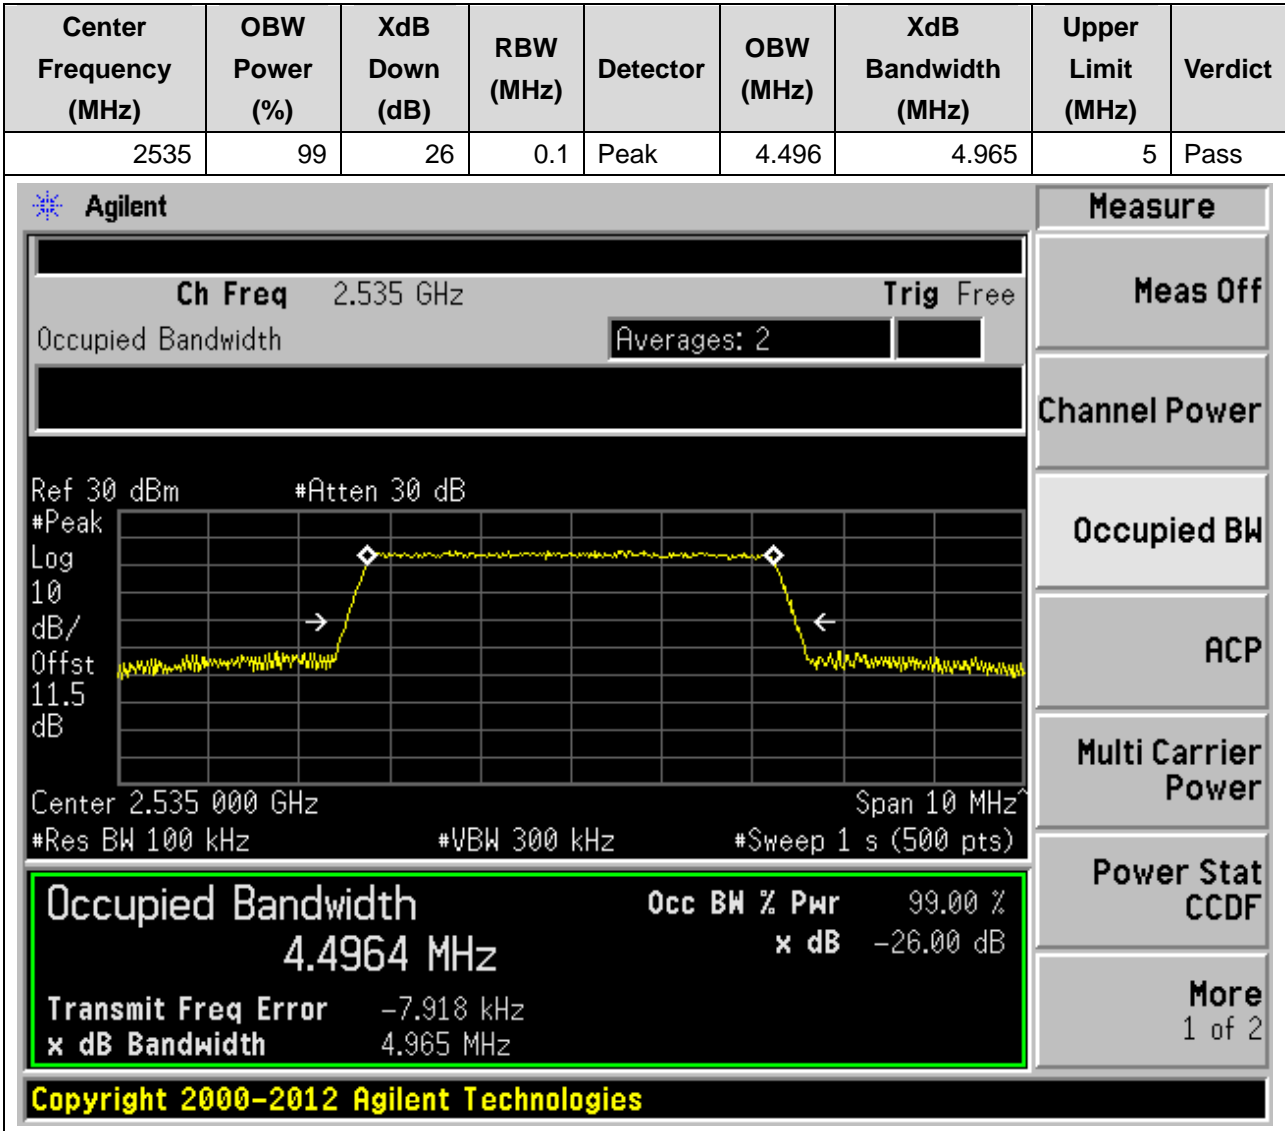 Center Frequency (MHz) OBW Power (%) XdB Down (dB) RBW (MHz) Detector OBW (MHz) XdB Bandwidth (MHz) Upper Limit (MHz) Verdict
2535 99 26 0.1 Peak 4.496 4.965 5 Pass
Agilent
Ch Freq 2.535 GHz Trig Free
Occupied Bandwidth Averages: 2
Ref 30 dBm #Atten 30 dB
#Peak
Log
10
dB/
Offst
11.5
dB
Center 2.535 000 GHz Span 10 MHz^
#Res BW 100 kHz #VBW 300 kHz #Sweep 1 s (500 pts)
Occupied Bandwidth Occ BW % Pwr 99.00 %
4.4964 MHz x dB -26.00 dB
Transmit Freq Error -7.918 kHz
x dB Bandwidth 4.965 MHz
Copyright 2000-2012 Agilent Technologies
Measure
Meas Off
Channel Power
Occupied BW
ACP
Multi Carrier
Power
Power Stat
CCDF
More
1 of 2